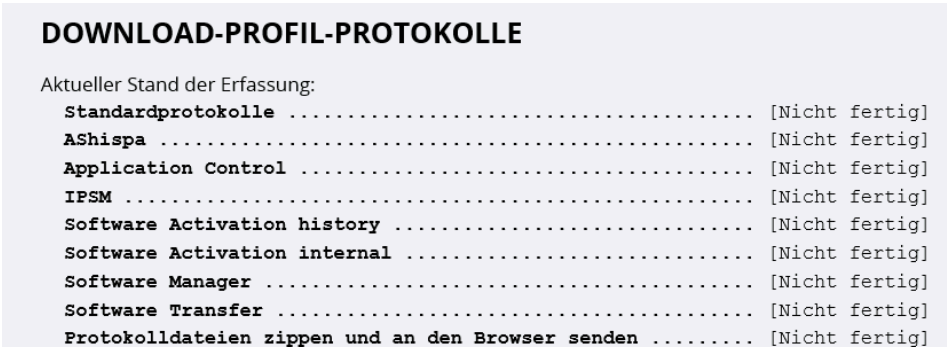 DOWNLOAD-PROFIL-PROTOKOLLE
Aktueller Stand der Erfassung:
Standardprotokolle ........................................ [Nicht fertig]
AShispa ................................................... [Nicht fertig]
Application Control ....................................... [Nicht fertig]
IPSM ...................................................... [Nicht fertig]
Software Activation history ............................... [Nicht fertig]
Software Activation internal .............................. [Nicht fertig]
Software Manager .......................................... [Nicht fertig]
Software Transfer ......................................... [Nicht fertig]
Protokolldateien zippen und an den Browser senden ......... [Nicht fertig]